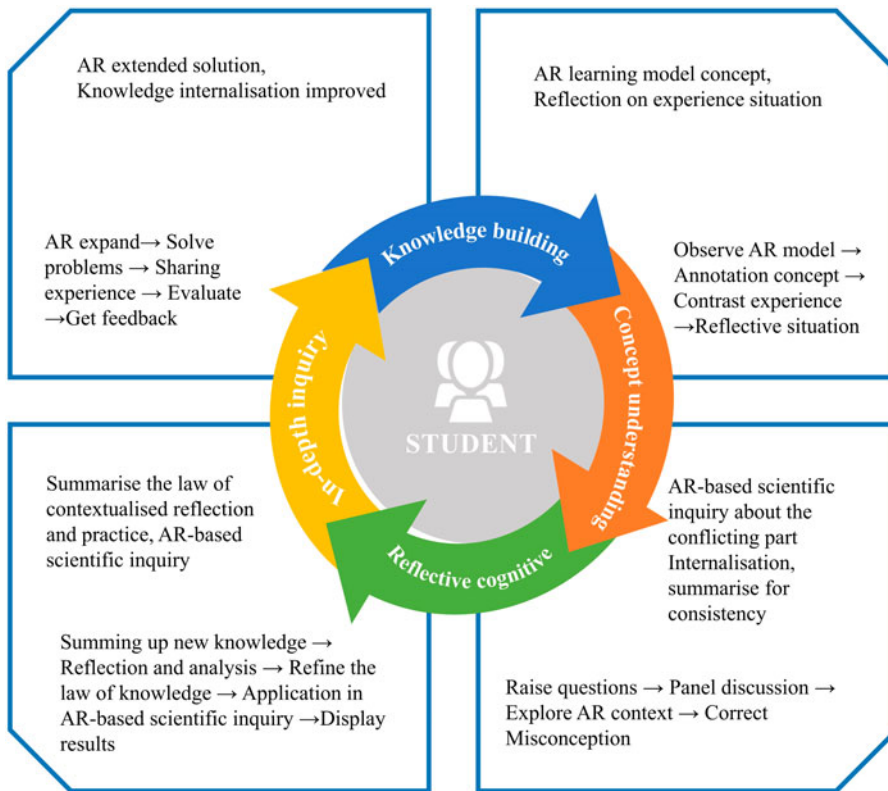 AR extended solution,
Knowledge internalisation improved
AR expand→ Solve
problems → Sharing
experience → Evaluate
→Get feedback
AR learning model concept,
Reflection on experience situation
Observe AR model →
Annotation concept →
Contrast experience
→Reflective situation
Knowledge building
Concept understanding
Reflective cognitive
In-depth inquiry
STUDENT
Summarise the law of
contextualised reflection
and practice, AR-based
scientific inquiry
Summing up new knowledge →
Reflection and analysis → Refine the
law of knowledge → Application in
AR-based scientific inquiry →Display
results
AR-based scientific
inquiry about the
conflicting part
Internalisation,
summarise for
consistency
Raise questions → Panel discussion →
Explore AR context → Correct
Misconception